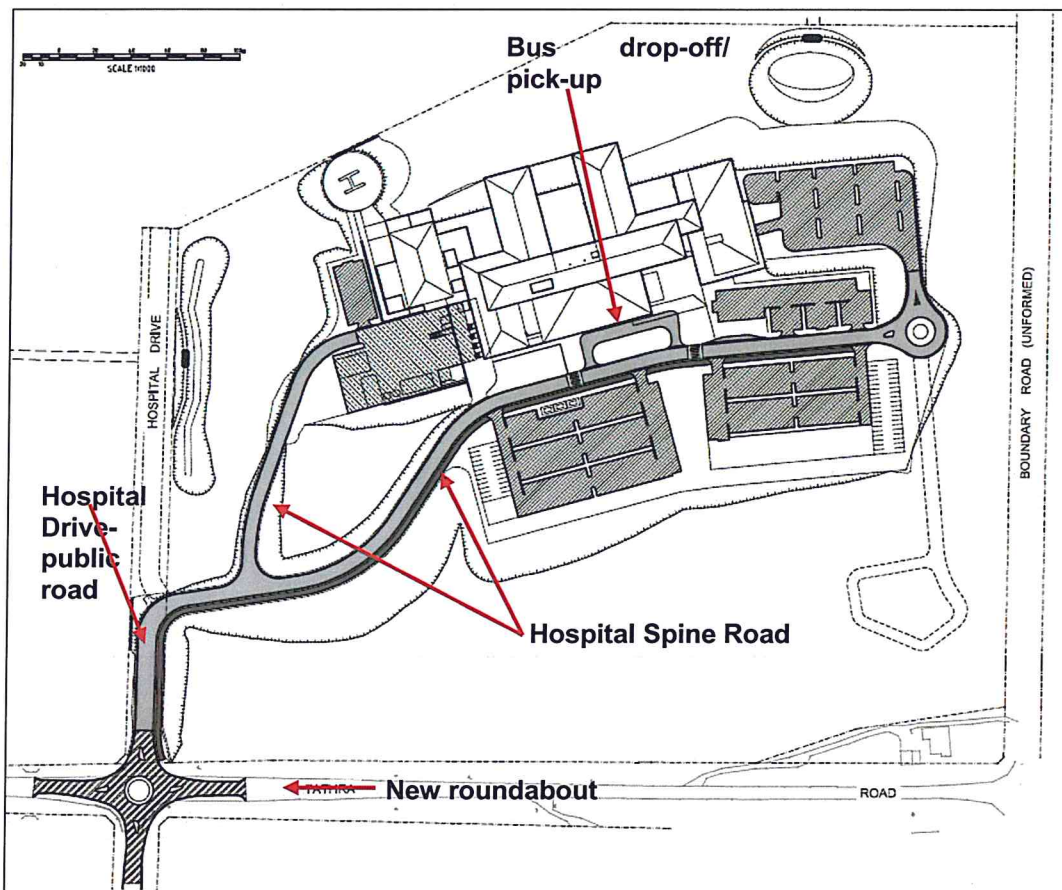 Bus drop-off/
pick-up
SCALE 1:1000
H
HOSPITAL DRIVE
BOUNDARY ROAD (UNFORMED)
Hospital
Drive-
public
road
Hospital Spine Road
New roundabout
TATHRA
ROAD